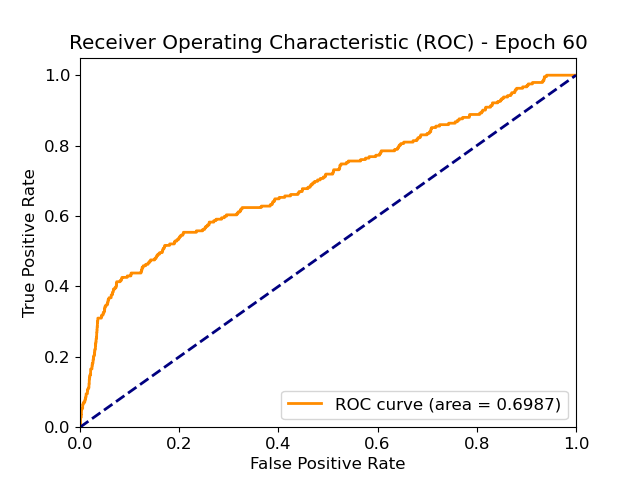 Receiver Operating Characteristic (ROC) - Epoch 60
True Positive Rate
1.0
0.8
0.6
0.4
0.2
0.0
ROC curve (area = 0.6987)
0.0 0.2 0.4 0.6 0.8 1.0
False Positive Rate